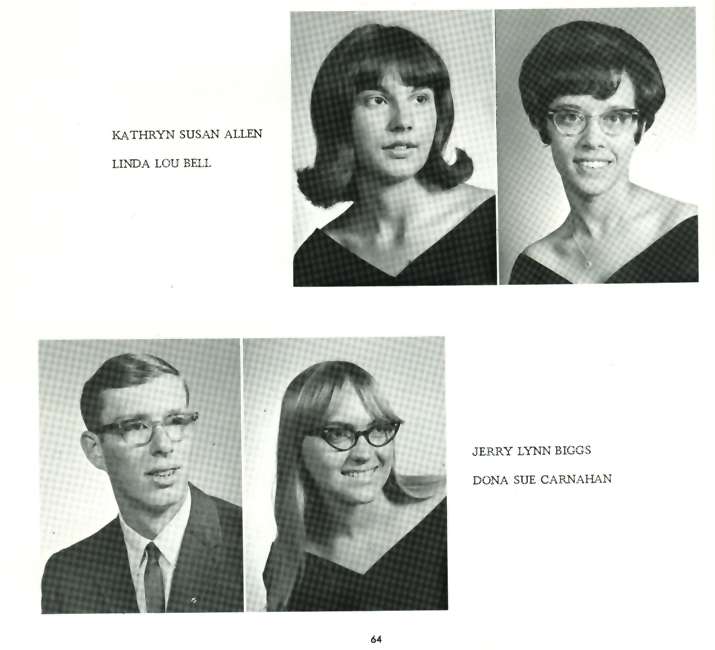 KATHRYN SUSAN ALLEN
LINDA LOU BELL
JERRY LYNN BIGGS
DONA SUE CARNAHAN
64